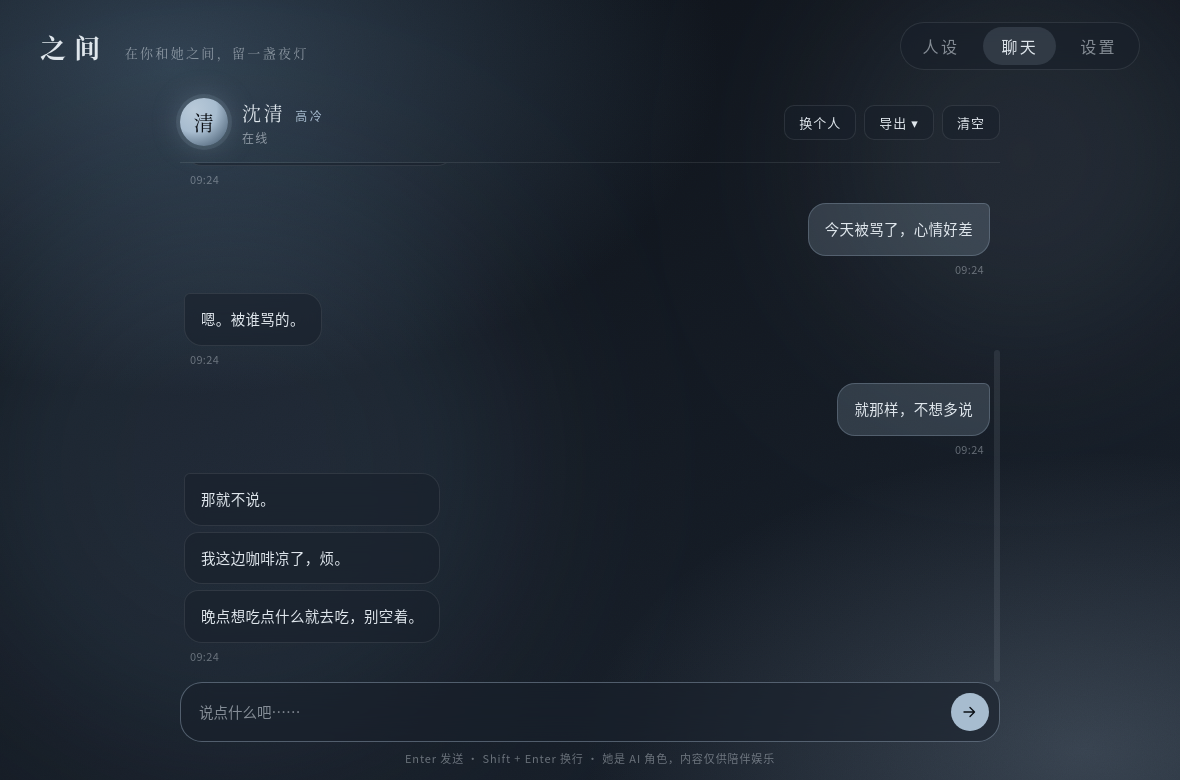 之间
在你和她之间，留一盏夜灯
人设
聊天
设置
清
沈清 高冷
在线
换个人
导出 ▾
清空
09:24
今天被骂了，心情好差
09:24
嗯。被谁骂的。
09:24
就那样，不想多说
09:24
那就不说。
我这边咖啡凉了，烦。
晚点想吃点什么就去吃，别空着。
09:24
说点什么吧……
Enter 发送 · Shift + Enter 换行 · 她是 AI 角色，内容仅供陪伴娱乐